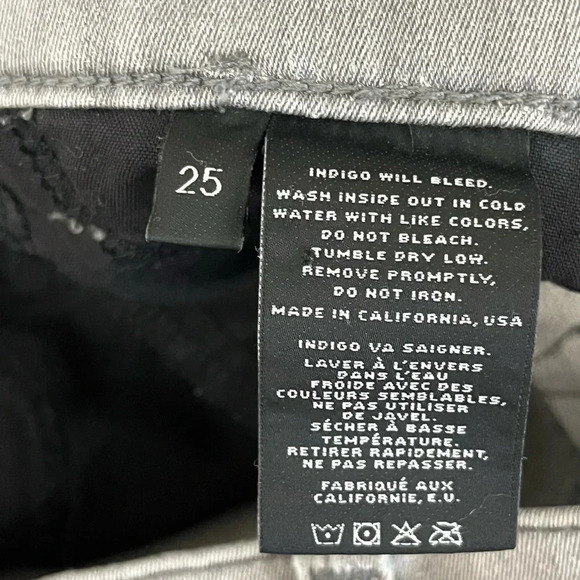 25
INDIGO WILL BLEED.
WASH INSIDE OUT IN COLD
WATER WITH LIKE COLORS,
DO NOT BLEACH.
TUMBLE DRY LOW.
REMOVE PROMPTLY,
DO NOT IRON.
MADE IN CALIFORNIA, USA
INDIGO VA SAIGNER.
LAVER À L'ENVERS
DANS L'EAU
FROIDE AVEC DES
COULEURS SEMBLABLES,
NE PAS UTILISER
DE JAVEL.
SÉCHER À BASSE
TEMPÉRATURE.
RETIRER RAPIDEMENT,
NE PAS REPASSER.
FABRIQUÉ AUX
CALIFORNIE, E.U.